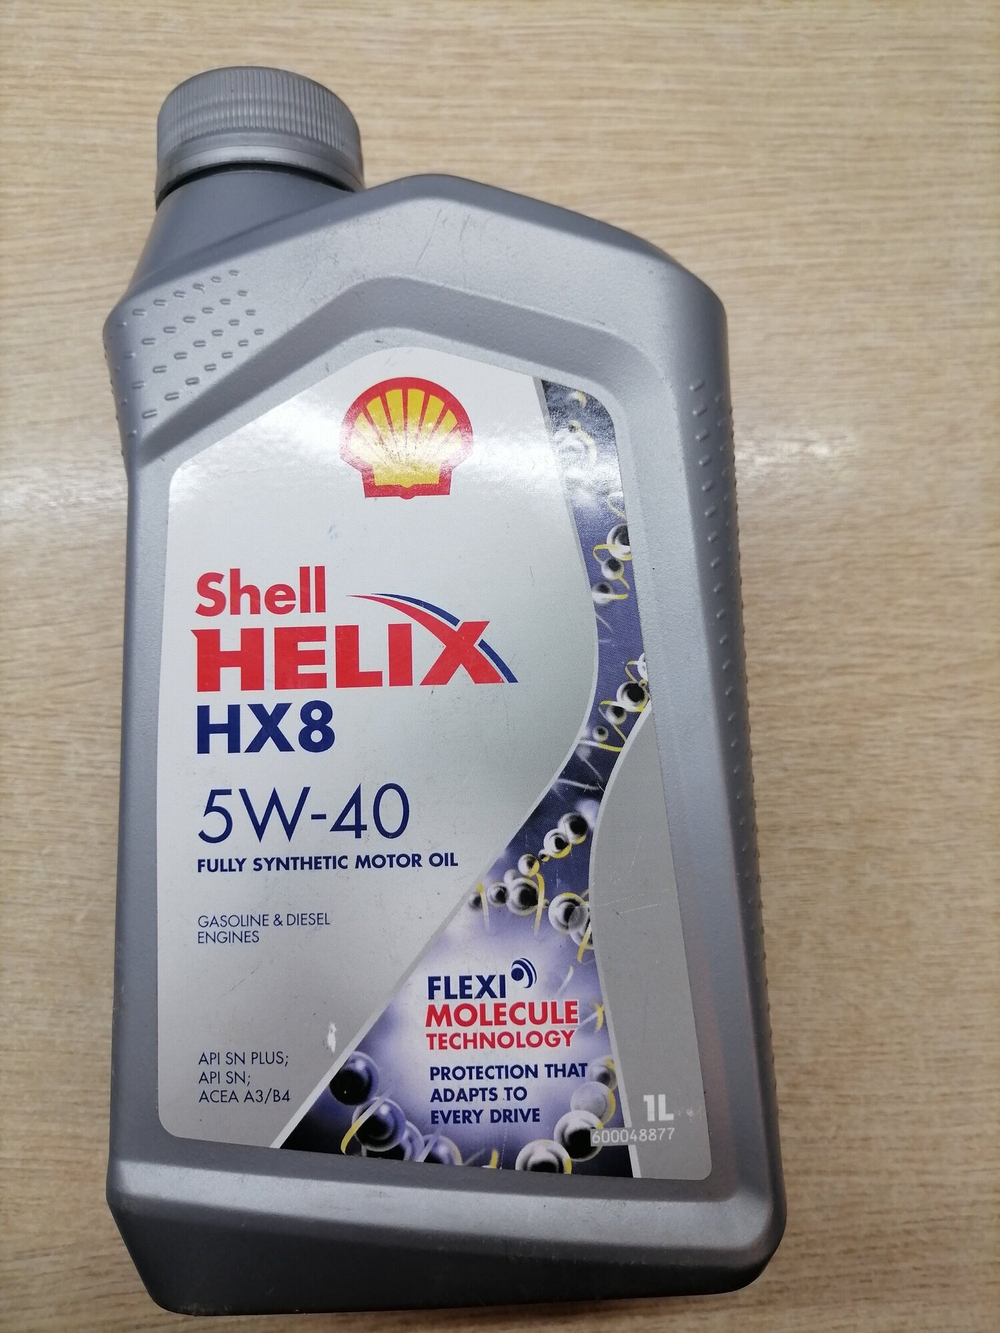 Shell
HELIX
HX8
5W-40
FULLY SYNTHETIC MOTOR OIL
GASOLINE & DIESEL
ENGINES
API SN PLUS;
API SN;
ACEA A3/B4
FLEXI
MOLECULE
TECHNOLOGY
PROTECTION THAT
ADAPTS TO
EVERY DRIVE
1L
600048877